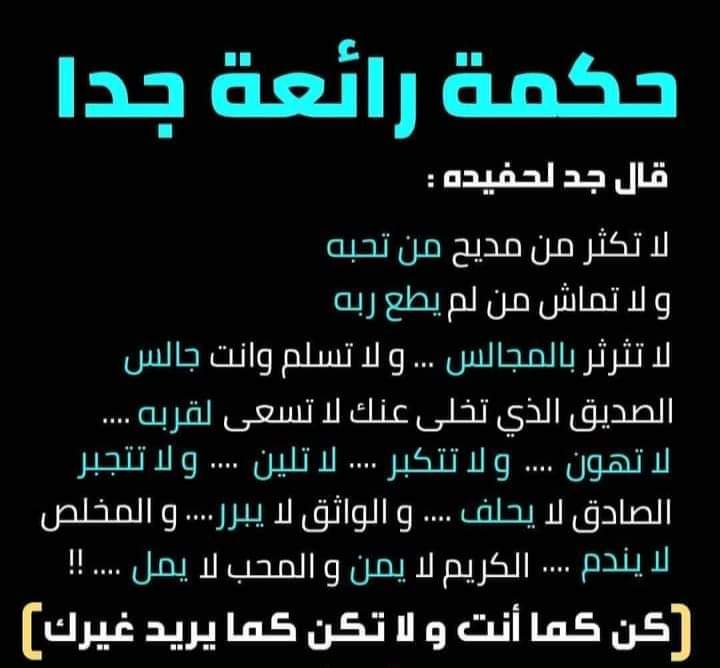 حكمة رائعة جدا
قال جد لحفيده :
لا تكثر من مديح من تحبه
و لا تماش من لم يطع ربه
لا تثرثر بالمجالس ... و لا تسلم وانت جالس
الصديق الذي تخلى عنك لا تسعى لقربه ....
لا تهون .... و لا تتكبر .... لا تلين .... و لا تتجبر
الصادق لا يحلف .... و الواثق لا يبرر.... و المخلص
لا يندم .... الكريم لا يمن و المحب لا يمل .... !!
[كن كما أنت و لا تكن كما يريد غيرك]